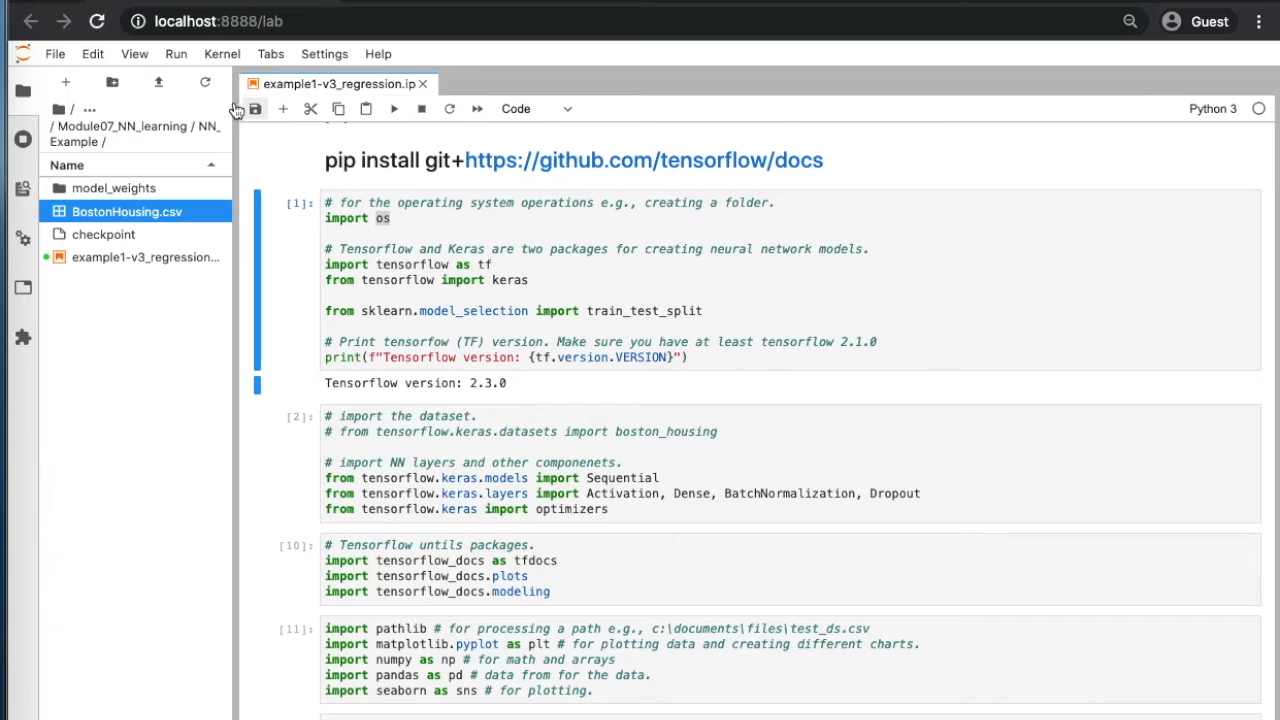 localhost:8888/lab
Guest
File Edit View Run Kernel Tabs Settings Help
example1-v3_regression.ip
/ ...
/ Module07_NN_learning / NN_
Example /
Code
Python 3
Name
model_weights
BostonHousing.csv
checkpoint
example1-v3_regression...
pip install git+https://github.com/tensorflow/docs
[1]:
# for the operating system operations e.g., creating a folder.
import os
# Tensorflow and Keras are two packages for creating neural network models.
import tensorflow as tf
from tensorflow import keras
from sklearn.model_selection import train_test_split
# Print tensorfow (TF) version. Make sure you have at least tensorflow 2.1.0
print(f"Tensorflow version: {tf.version.VERSION}")
Tensorflow version: 2.3.0
[2]:
# import the dataset.
# from tensorflow.keras.datasets import boston_housing
# import NN layers and other componenets.
from tensorflow.keras.models import Sequential
from tensorflow.keras.layers import Activation, Dense, BatchNormalization, Dropout
from tensorflow.keras import optimizers
[10]:
# Tensorflow untils packages.
import tensorflow_docs as tfdocs
import tensorflow_docs.plots
import tensorflow_docs.modeling
[11]:
import pathlib # for processing a path e.g., c:\documents\files\test_ds.csv
import matplotlib.pyplot as plt # for plotting data and creating different charts.
import numpy as np # for math and arrays
import pandas as pd # data from for the data.
import seaborn as sns # for plotting.